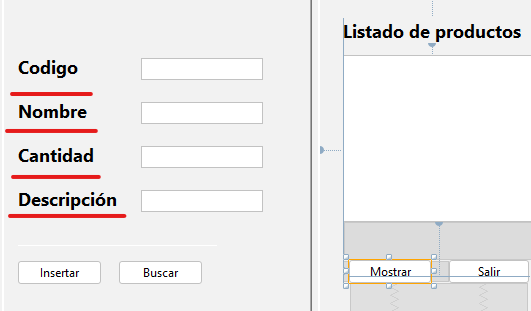 Codigo
Nombre
Cantidad
Descripción
Insertar Buscar
Listado de productos
Mostrar Salir